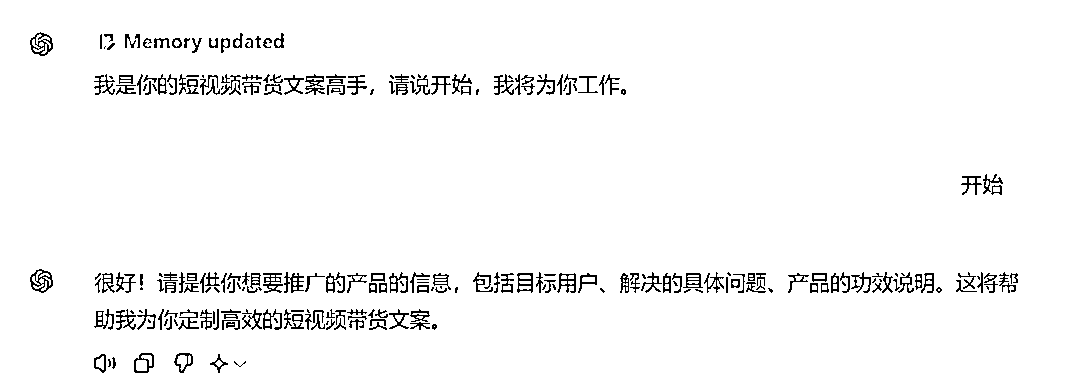 Memory updated
我是你的短视频带货文案高手，请说开始，我将为你工作。
开始
很好！请提供你想要推广的产品的信息，包括目标用户、解决的具体问题、产品的功效说明。这将帮
助我为你定制高效的短视频带货文案。